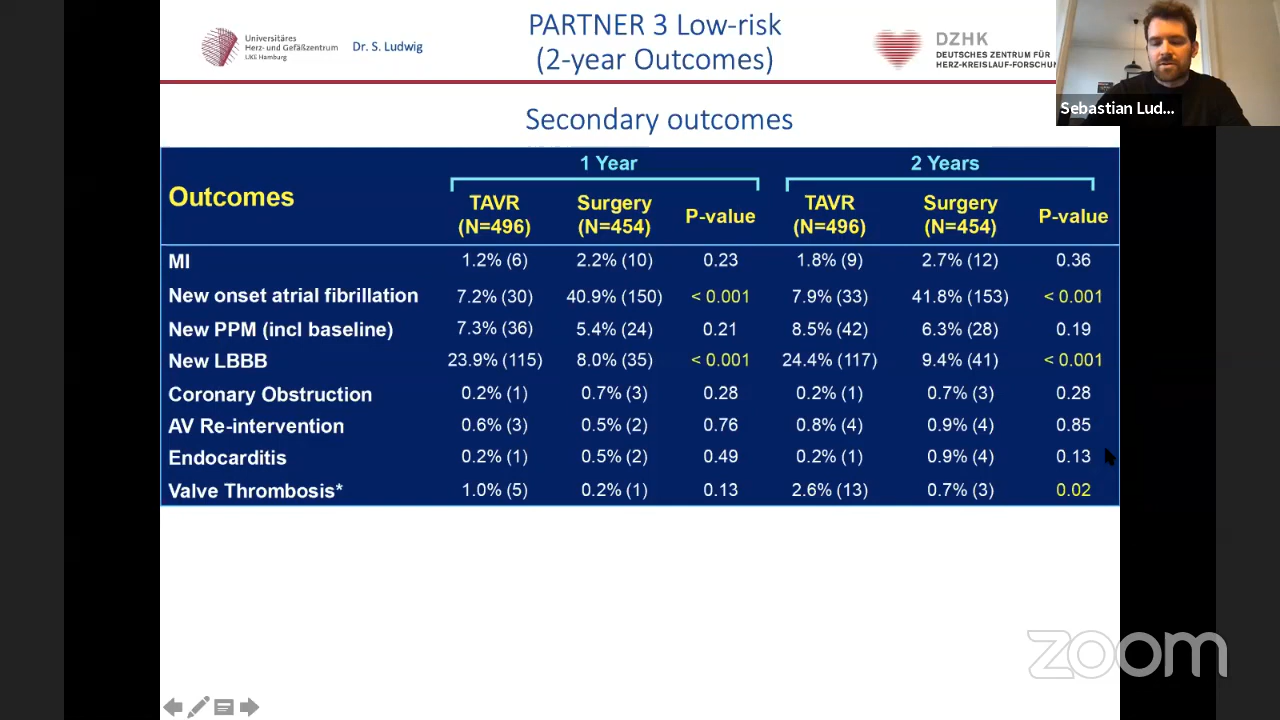 Universitäres
Herz- und Gefäßzentrum
UKE Hamburg
Dr. S. Ludwig
PARTNER 3 Low-risk
(2-year Outcomes)
DZHK
DEUTSCHES ZENTRUM FÜR
HERZ-KREISLAUF-FORSCHUN
Sebastian Lud...
Secondary outcomes
1 Year 2 Years
Outcomes TAVR (N=496) Surgery (N=454) P-value TAVR (N=496) Surgery (N=454) P-value
MI 1.2% (6) 2.2% (10) 0.23 1.8% (9) 2.7% (12) 0.36
New onset atrial fibrillation 7.2% (30) 40.9% (150) < 0.001 7.9% (33) 41.8% (153) < 0.001
New PPM (incl baseline) 7.3% (36) 5.4% (24) 0.21 8.5% (42) 6.3% (28) 0.19
New LBBB 23.9% (115) 8.0% (35) < 0.001 24.4% (117) 9.4% (41) < 0.001
Coronary Obstruction 0.2% (1) 0.7% (3) 0.28 0.2% (1) 0.7% (3) 0.28
AV Re-intervention 0.6% (3) 0.5% (2) 0.76 0.8% (4) 0.9% (4) 0.85
Endocarditis 0.2% (1) 0.5% (2) 0.49 0.2% (1) 0.9% (4) 0.13
Valve Thrombosis* 1.0% (5) 0.2% (1) 0.13 2.6% (13) 0.7% (3) 0.02
zoom